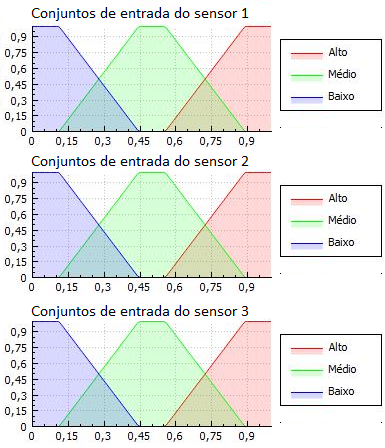 Conjuntos de entrada do sensor 1
0,9
0,75
0,6
0,45
0,3
0,15
0
0 0,15 0,3 0,45 0,6 0,75 0,9
Alto
Médio
Baixo
Conjuntos de entrada do sensor 2
0,9
0,75
0,6
0,45
0,3
0,15
0
0 0,15 0,3 0,45 0,6 0,75 0,9
Alto
Médio
Baixo
Conjuntos de entrada do sensor 3
0,9
0,75
0,6
0,45
0,3
0,15
0
0 0,15 0,3 0,45 0,6 0,75 0,9
Alto
Médio
Baixo